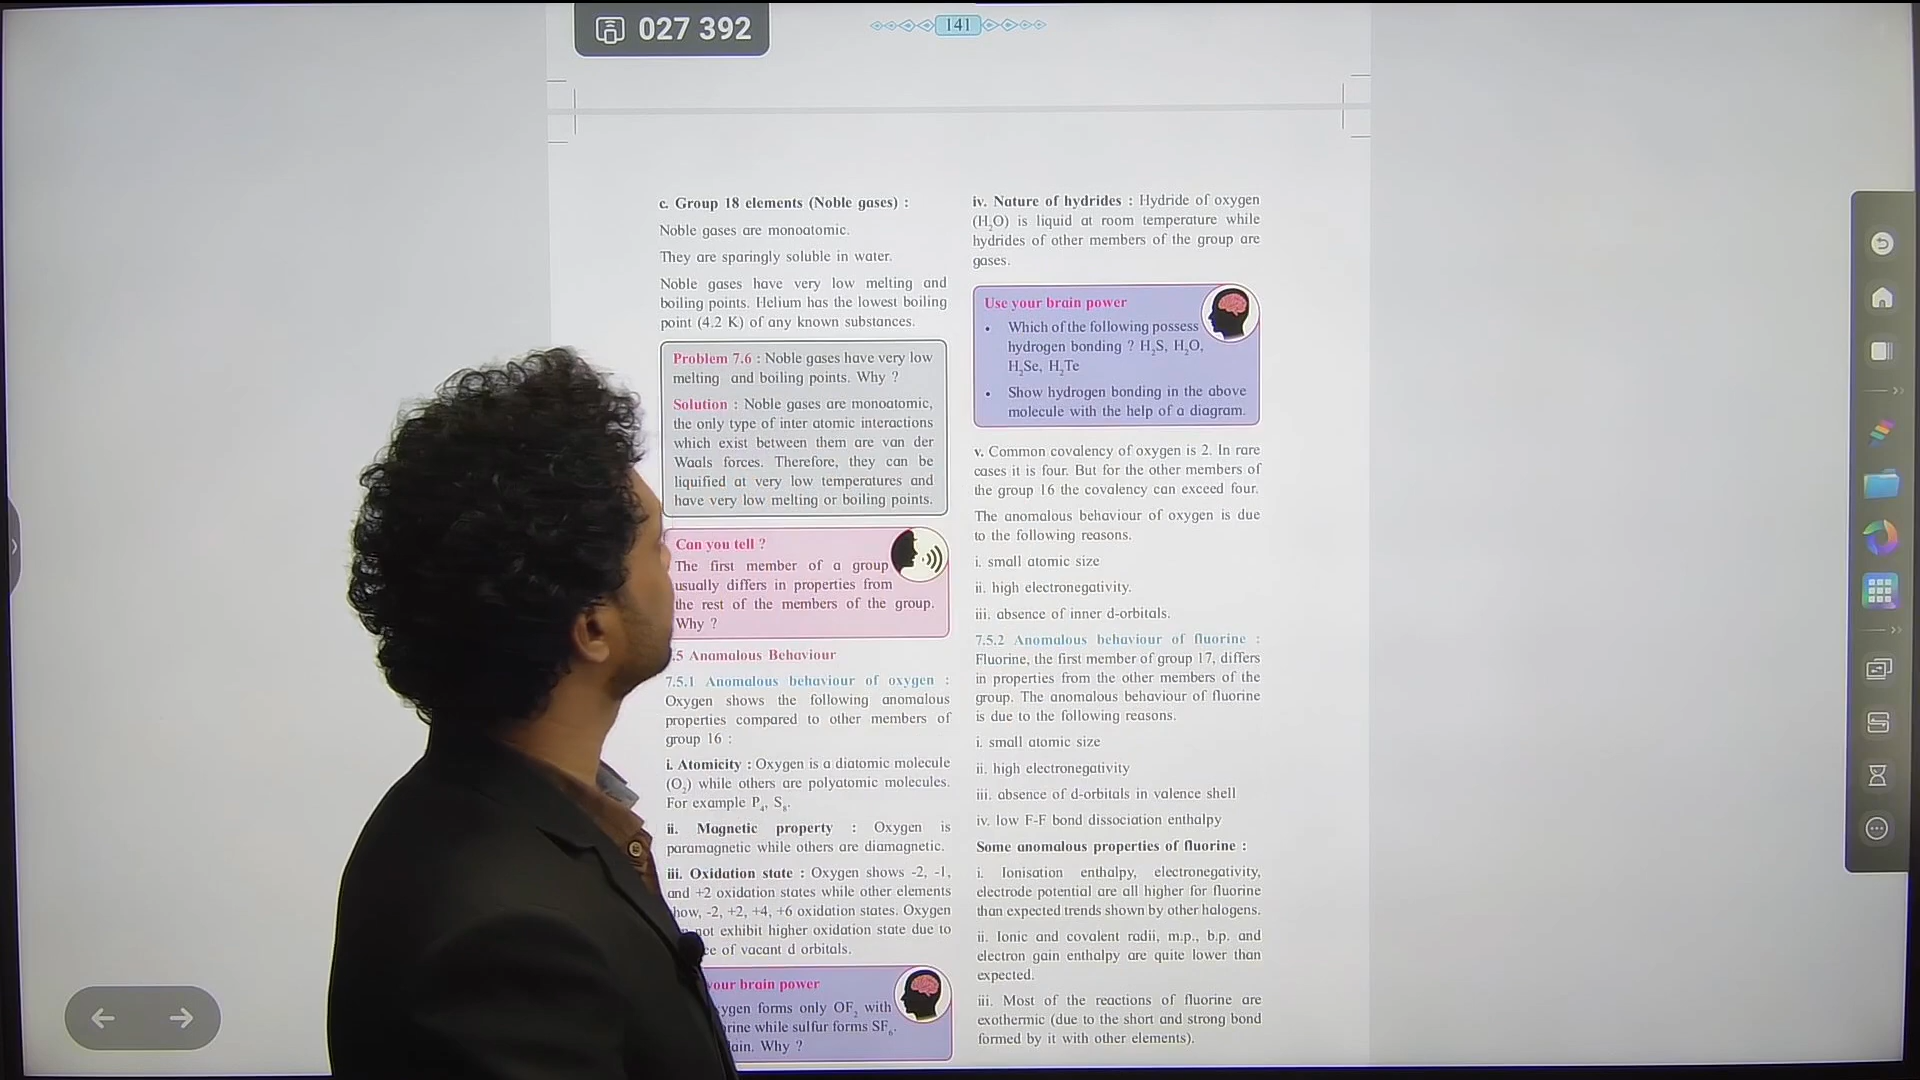 027 392
141
c. Group 18 elements (Noble gases) :
Noble gases are monoatomic.
They are sparingly soluble in water.
Noble gases have very low melting and
boiling points. Helium has the lowest boiling
point (4.2 K) of any known substances.
Problem 7.6 : Noble gases have very low
melting and boiling points. Why ?
Solution : Noble gases are monoatomic,
the only type of inter atomic interactions
which exist between them are van der
Waals forces. Therefore, they can be
liquified at very low temperatures and
have very low melting or boiling points.
Can you tell ?
The first member of a group
usually differs in properties from
the rest of the members of the group.
Why ?
.5 Anamalous Behaviour
7.5.1 Anomalous behaviour of oxygen :
Oxygen shows the following anomalous
properties compared to other members of
group 16 :
i. Atomicity : Oxygen is a diatomic molecule
(O₂) while others are polyatomic molecules.
For example P₄, S₈.
ii. Magnetic property : Oxygen is
paramagnetic while others are diamagnetic.
iii. Oxidation state : Oxygen shows -2, -1,
and +2 oxidation states while other elements
how, -2, +2, +4, +6 oxidation states. Oxygen
not exhibit higher oxidation state due to
of vacant d orbitals.
your brain power
forms only OF₂ with
while sulfur forms SF₆.
Why ?
iv. Nature of hydrides : Hydride of oxygen
(H₂O) is liquid at room temperature while
hydrides of other members of the group are
gases.
Use your brain power
• Which of the following possess
hydrogen bonding ? H₂S, H₂O,
H₂Se, H₂Te
• Show hydrogen bonding in the above
molecule with the help of a diagram.
v. Common covalency of oxygen is 2. In rare
cases it is four. But for the other members of
the group 16 the covalency can exceed four.
The anomalous behaviour of oxygen is due
to the following reasons.
i. small atomic size
ii. high electronegativity.
iii. absence of inner d-orbitals.
7.5.2 Anomalous behaviour of fluorine :
Fluorine, the first member of group 17, differs
in properties from the other members of the
group. The anomalous behaviour of fluorine
is due to the following reasons.
i. small atomic size
ii. high electronegativity
iii. absence of d-orbitals in valence shell
iv. low F-F bond dissociation enthalpy
Some anomalous properties of fluorine :
i. Ionisation enthalpy, electronegativity,
electrode potential are all higher for fluorine
than expected trends shown by other halogens.
ii. Ionic and covalent radii, m.p., b.p. and
electron gain enthalpy are quite lower than
expected.
iii. Most of the reactions of fluorine are
exothermic (due to the short and strong bond
formed by it with other elements).